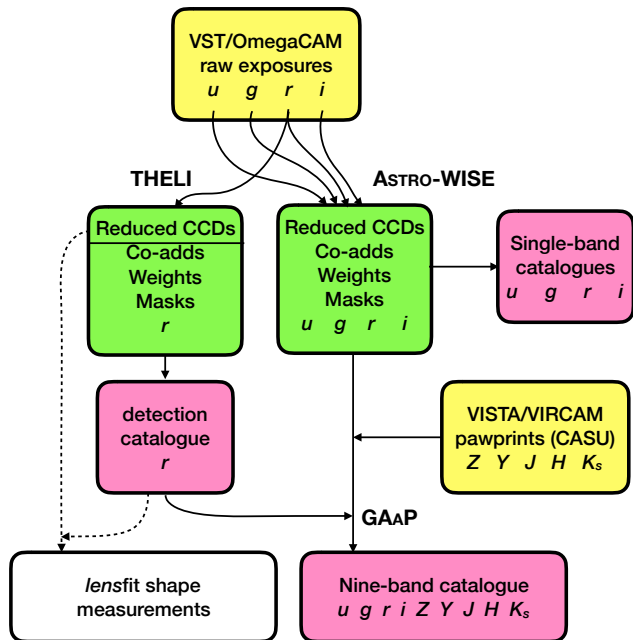 VST/OmegaCAM
raw exposures
u g r i
THELI
ASTRO-WISE
Reduced CCDs
Co-adds
Weights
Masks
r
Reduced CCDs
Co-adds
Weights
Masks
u g r i
Single-band
catalogues
u g r i
detection
catalogue
r
VISTA/VIRCAM
pawprints (CASU)
Z Y J H Ks
GAAP
lensfit shape
measurements
Nine-band catalogue
u g r i Z Y J H Ks